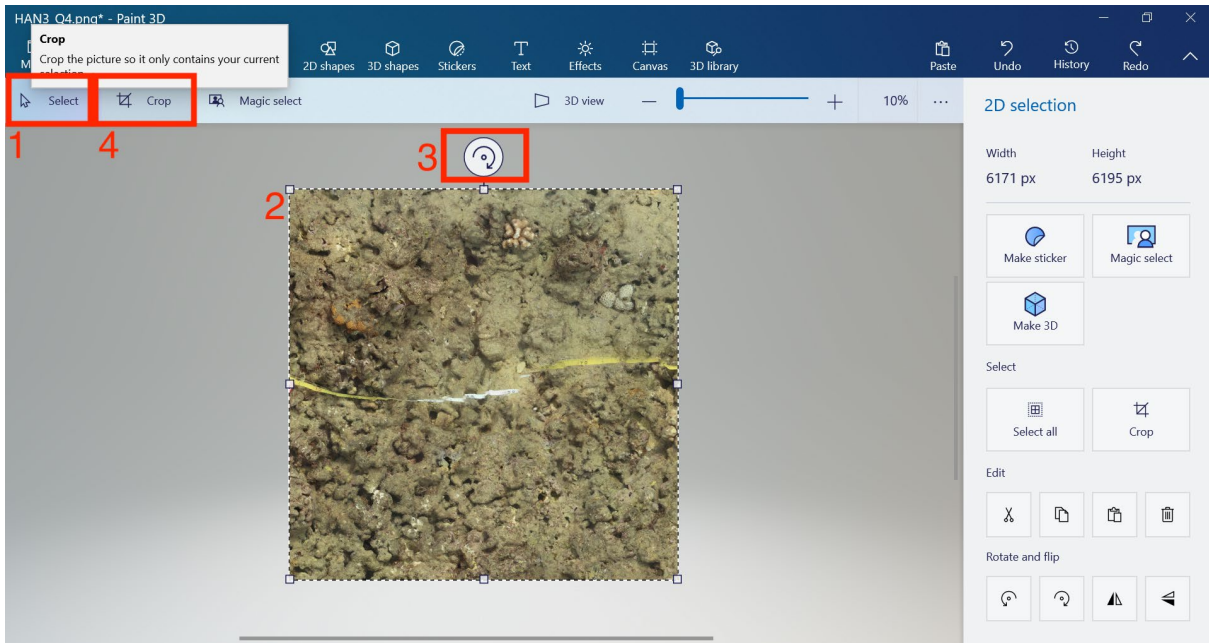 HAN3_Q4.png* - Paint 3D
Crop
Crop the picture so it only contains your current
selection
2D shapes 3D shapes Stickers Text Effects Canvas 3D library Paste Undo History Redo
Select Crop Magic select 3D view 10% ...
1 4 3
2
2D selection
Width Height
6171 px 6195 px
Make sticker Magic select
Make 3D
Select
Select all Crop
Edit
Rotate and flip